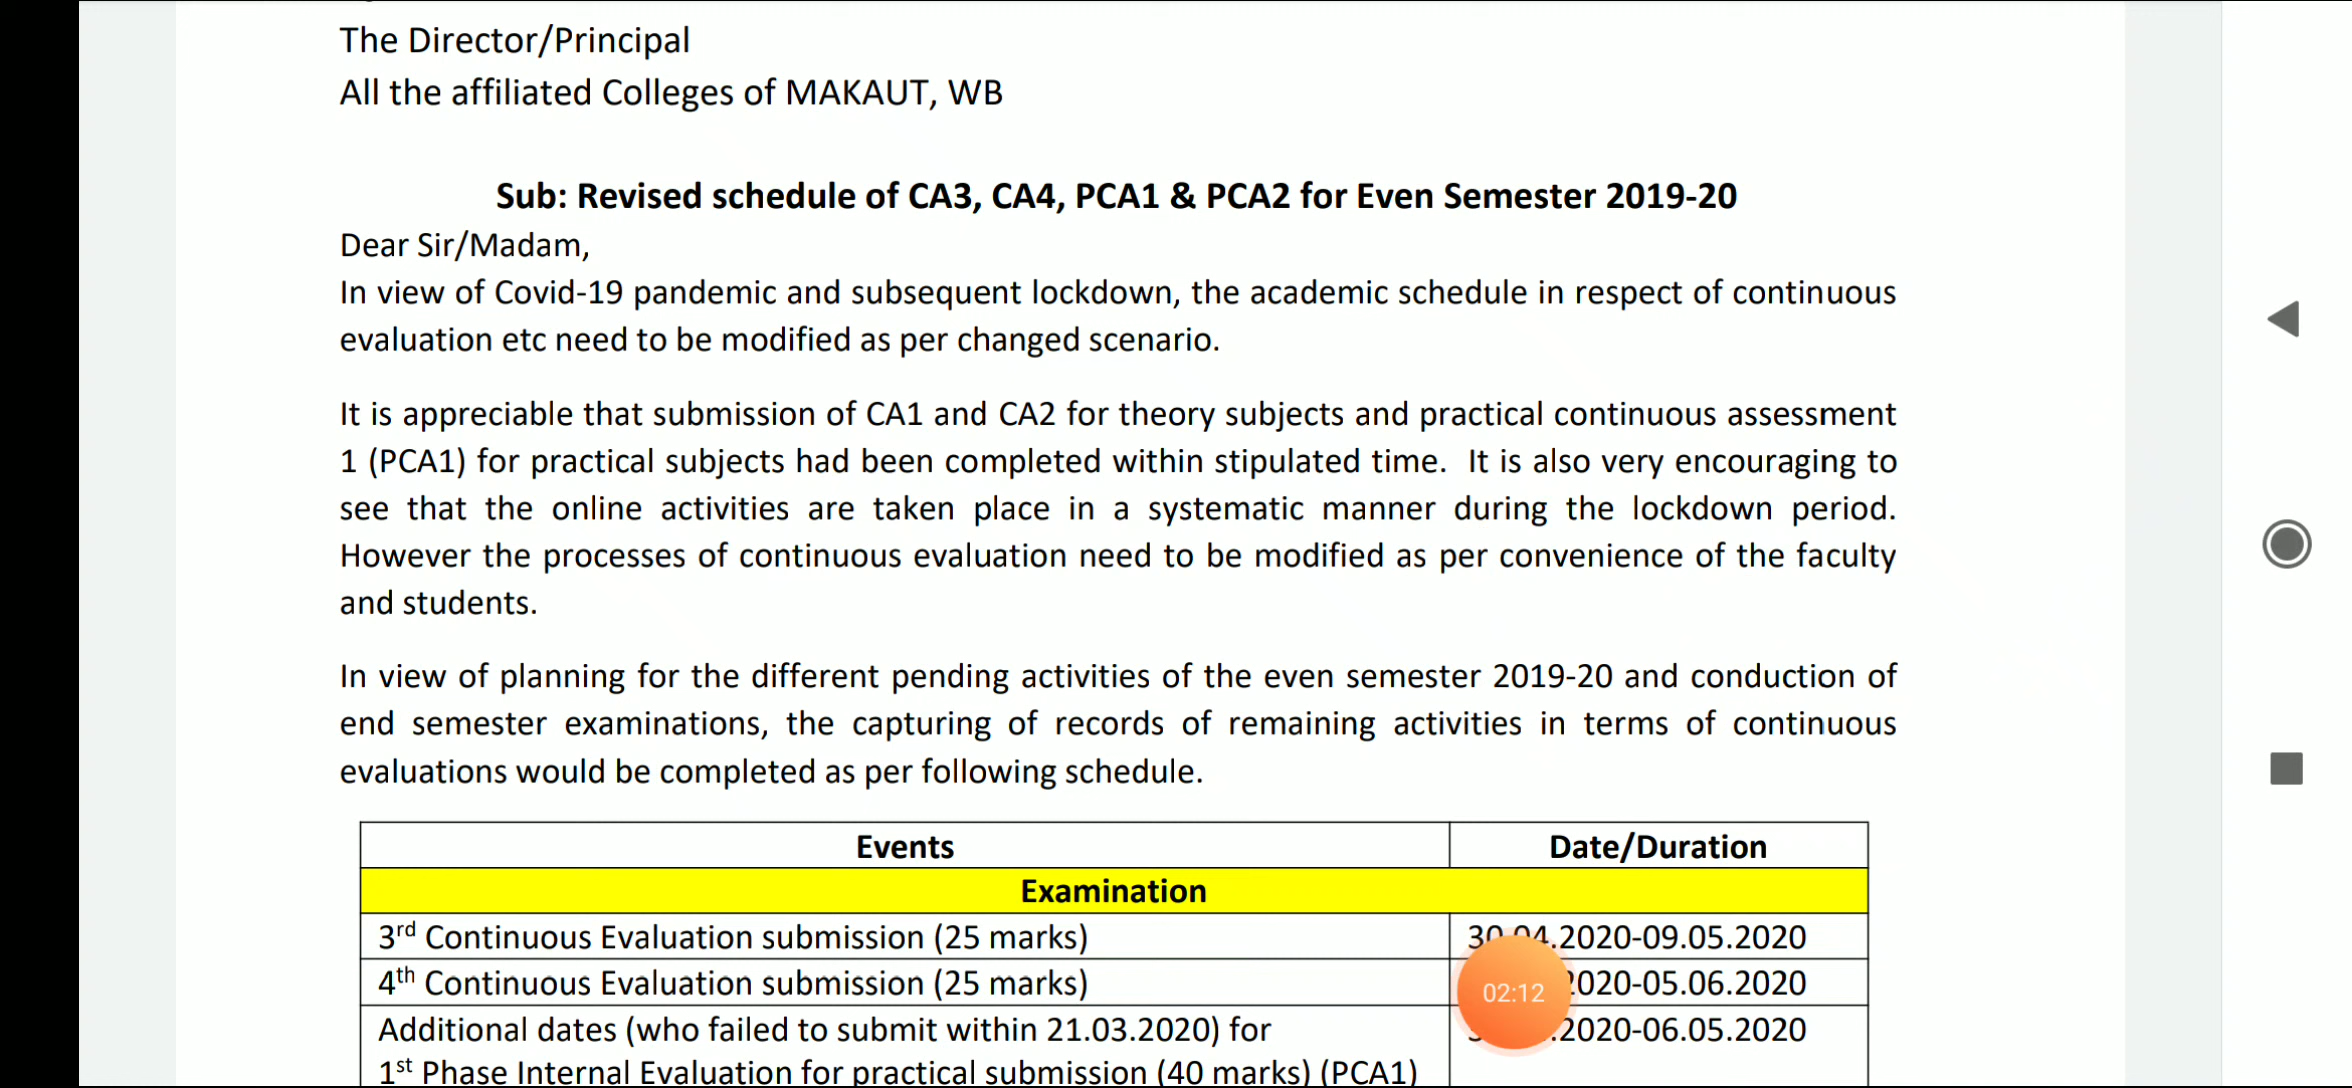 The Director/Principal
All the affiliated Colleges of MAKAUT, WB
Sub: Revised schedule of CA3, CA4, PCA1 & PCA2 for Even Semester 2019-20
Dear Sir/Madam,
In view of Covid-19 pandemic and subsequent lockdown, the academic schedule in respect of continuous
evaluation etc need to be modified as per changed scenario.
It is appreciable that submission of CA1 and CA2 for theory subjects and practical continuous assessment
1 (PCA1) for practical subjects had been completed within stipulated time. It is also very encouraging to
see that the online activities are taken place in a systematic manner during the lockdown period.
However the processes of continuous evaluation need to be modified as per convenience of the faculty
and students.
In view of planning for the different pending activities of the even semester 2019-20 and conduction of
end semester examinations, the capturing of records of remaining activities in terms of continuous
evaluations would be completed as per following schedule.
Events Date/Duration
Examination
3rd Continuous Evaluation submission (25 marks) 30.04.2020-09.05.2020
4th Continuous Evaluation submission (25 marks) 2020-05.06.2020
Additional dates (who failed to submit within 21.03.2020) for .2020-06.05.2020
1st Phase Internal Evaluation for practical submission (40 marks) (PCA1)
02:12